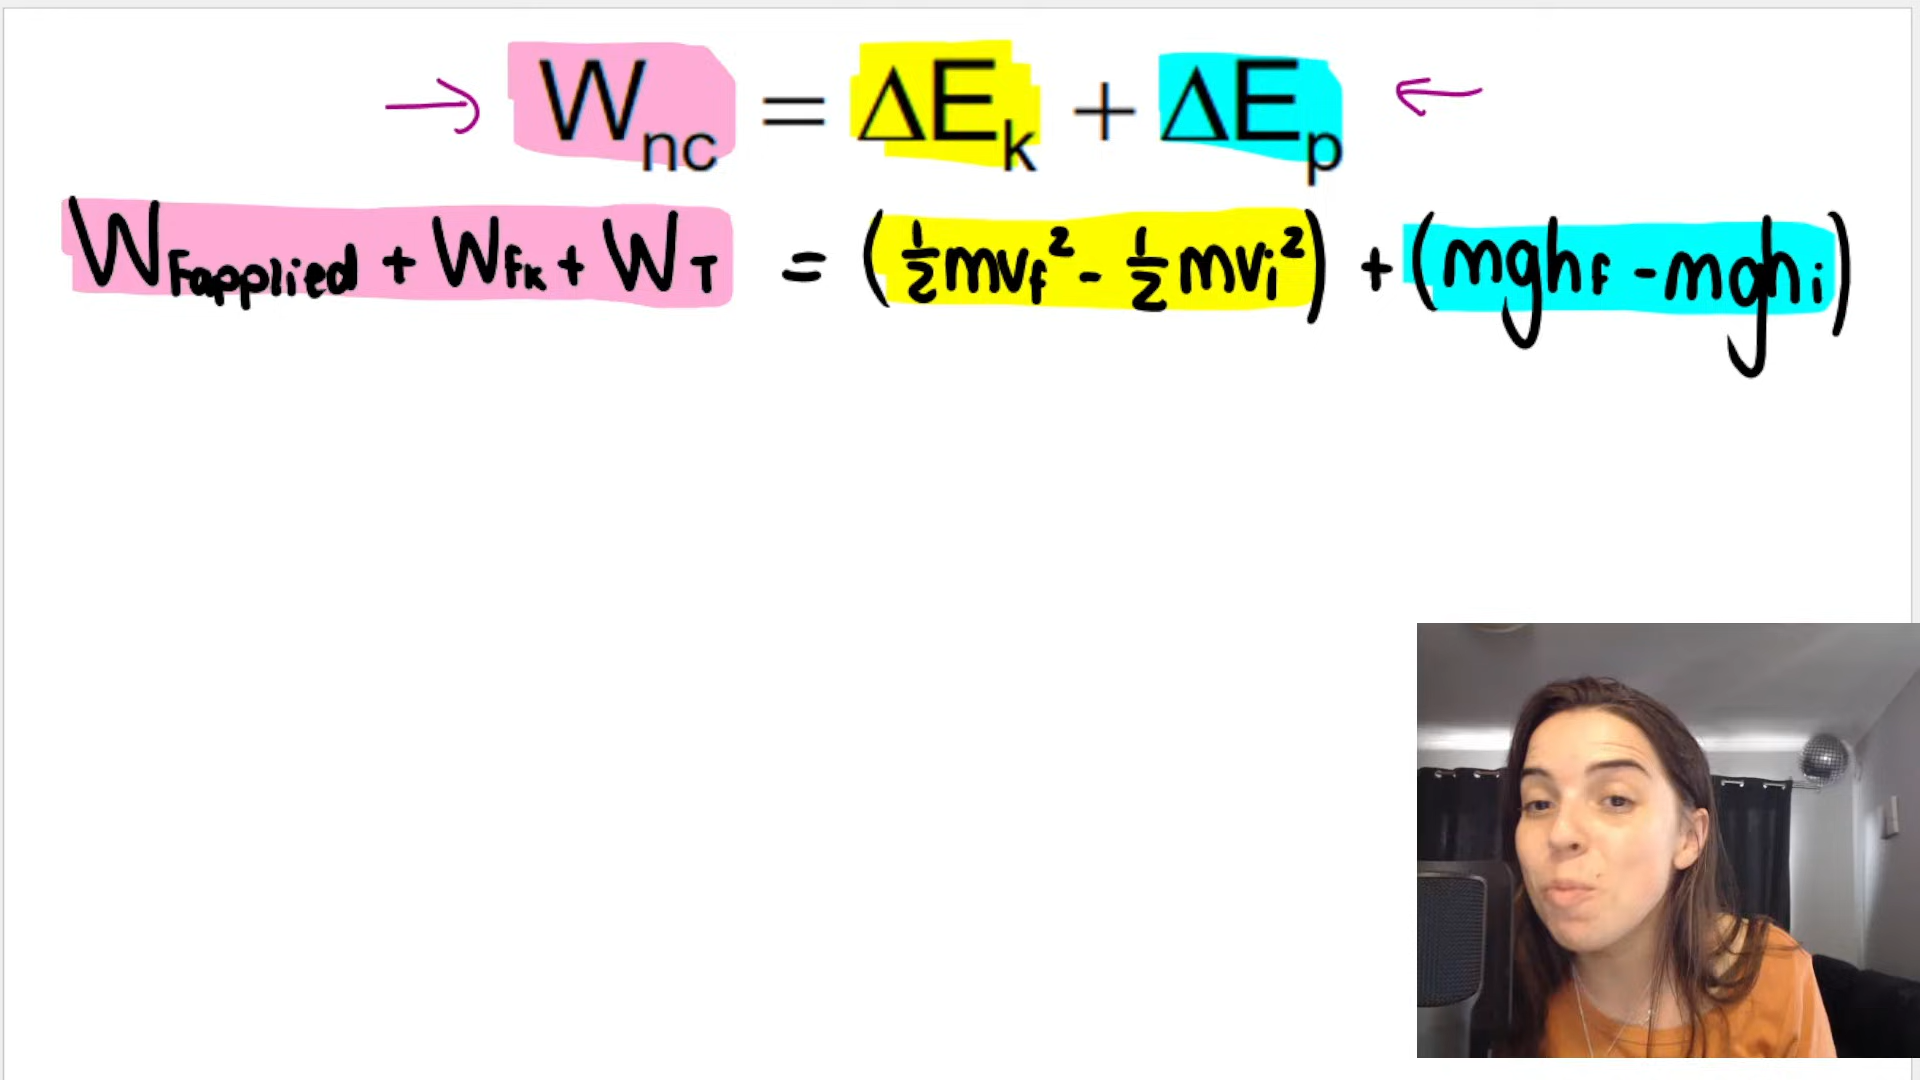 W_nc = ΔE_k + ΔE_p
W_Fapplied + W_fk + W_T = (½mv_f² - ½mv_i²) + (mgh_f - mgh_i)